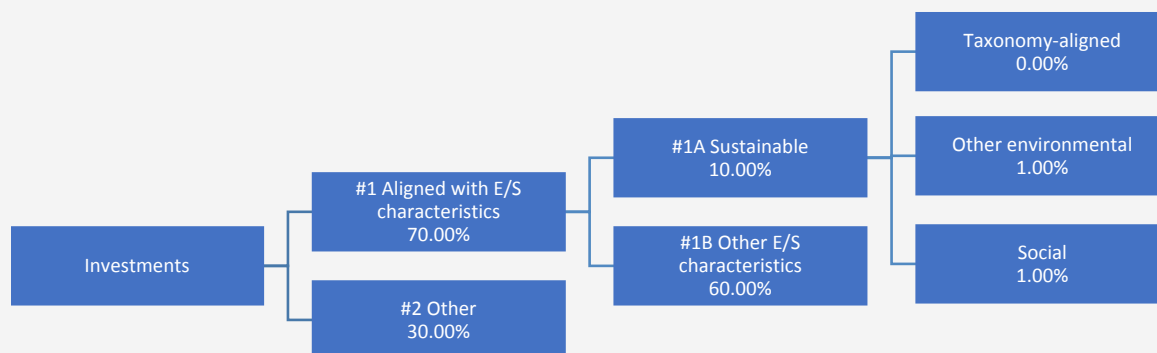 Investments
#1 Aligned with E/S
characteristics
70.00%
#2 Other
30.00%
#1A Sustainable
10.00%
#1B Other E/S
characteristics
60.00%
Taxonomy-aligned
0.00%
Other environmental
1.00%
Social
1.00%